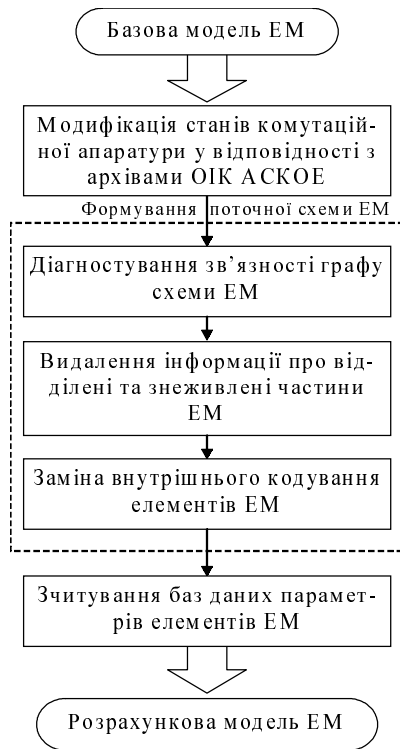 Базова модель ЕМ
Модифікація станів комутацій-
ної апаратури у відповідності з
архівами ОІК АСКОЕ
Формування поточної схеми ЕМ
Діагностування зв’язності графу
схеми ЕМ
Видалення інформації про від-
ділені та знеживлені частини
ЕМ
Заміна внутрішнього кодування
елементів ЕМ
Зчитування баз даних парамет-
рів елементів ЕМ
Розрахункова модель ЕМ